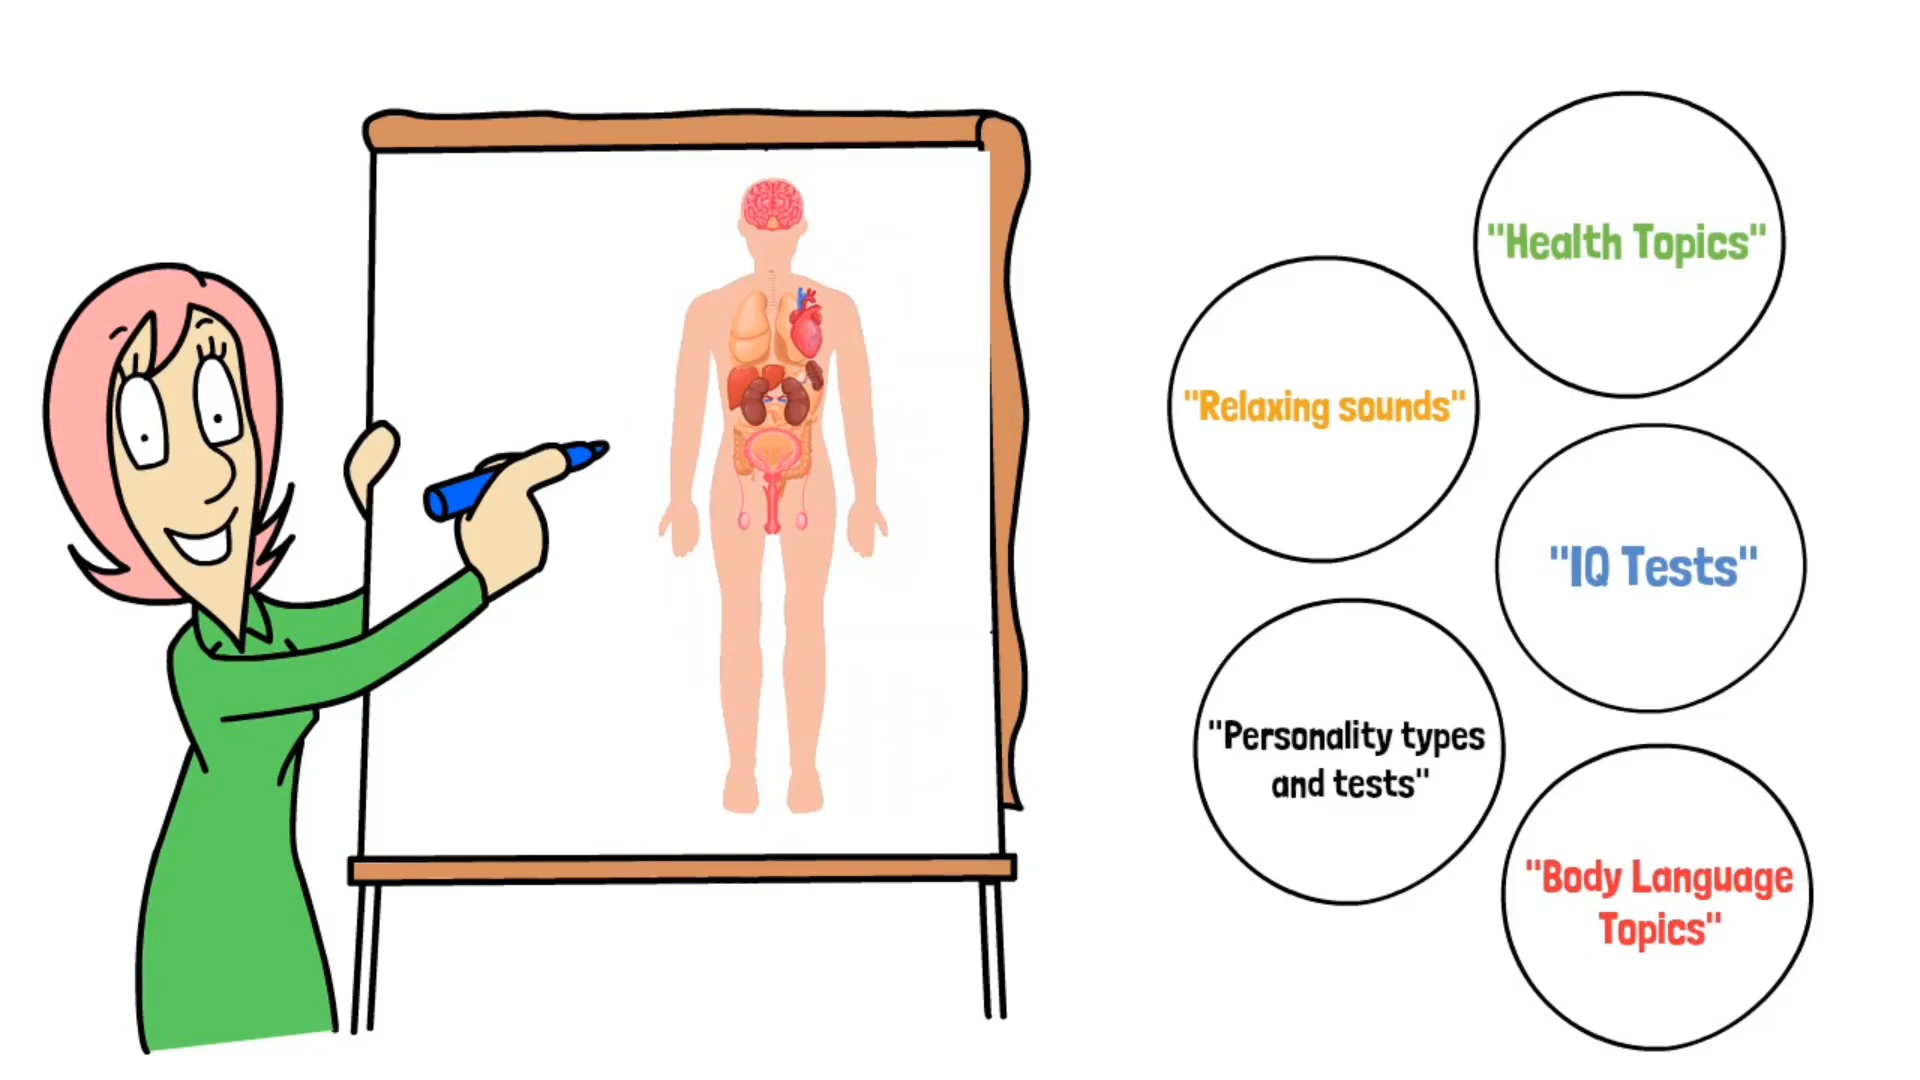 "Health Topics"
"Relaxing sounds"
"IQ Tests"
"Personality types
and tests"
"Body Language
Topics"